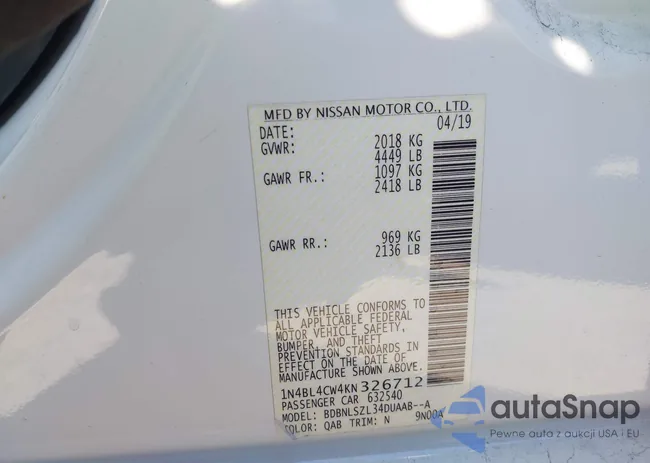 MFD BY NISSAN MOTOR CO., LTD.
DATE: 04/19
GVWR: 2018 KG
4449 LB
GAWR FR.: 1097 KG
2418 LB
GAWR RR.: 969 KG
2136 LB
THIS VEHICLE CONFORMS TO
ALL APPLICABLE FEDERAL
MOTOR VEHICLE SAFETY,
BUMPER, AND THEFT
PREVENTION STANDARDS IN
EFFECT ON THE DATE OF
MANUFACTURE SHOWN ABOVE.
1N4BL4CW4KN326712
PASSENGER CAR 632540
MODEL: BDBNLSZL34DUAAB--A
COLOR: QAB TRIM: N 9N00A
autoSnap
Pewne auto z aukcji USA i EU